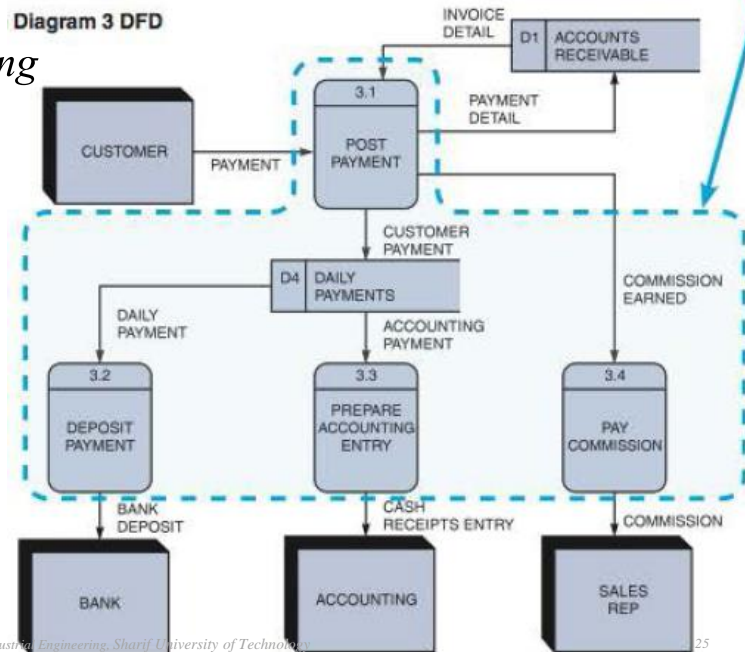 Diagram 3 DFD
ng
INVOICE
DETAIL
D1
ACCOUNTS
RECEIVABLE
3.1
POST
PAYMENT
PAYMENT
DETAIL
CUSTOMER
PAYMENT
CUSTOMER
PAYMENT
D4
DAILY
PAYMENTS
COMMISSION
EARNED
DAILY
PAYMENT
ACCOUNTING
PAYMENT
3.2
DEPOSIT
PAYMENT
3.3
PREPARE
ACCOUNTING
ENTRY
3.4
PAY
COMMISSION
BANK
DEPOSIT
CASH
RECEIPTS ENTRY
COMMISSION
BANK
ACCOUNTING
SALES
REP
ustrial Engineering, Sharif University of Technology
25